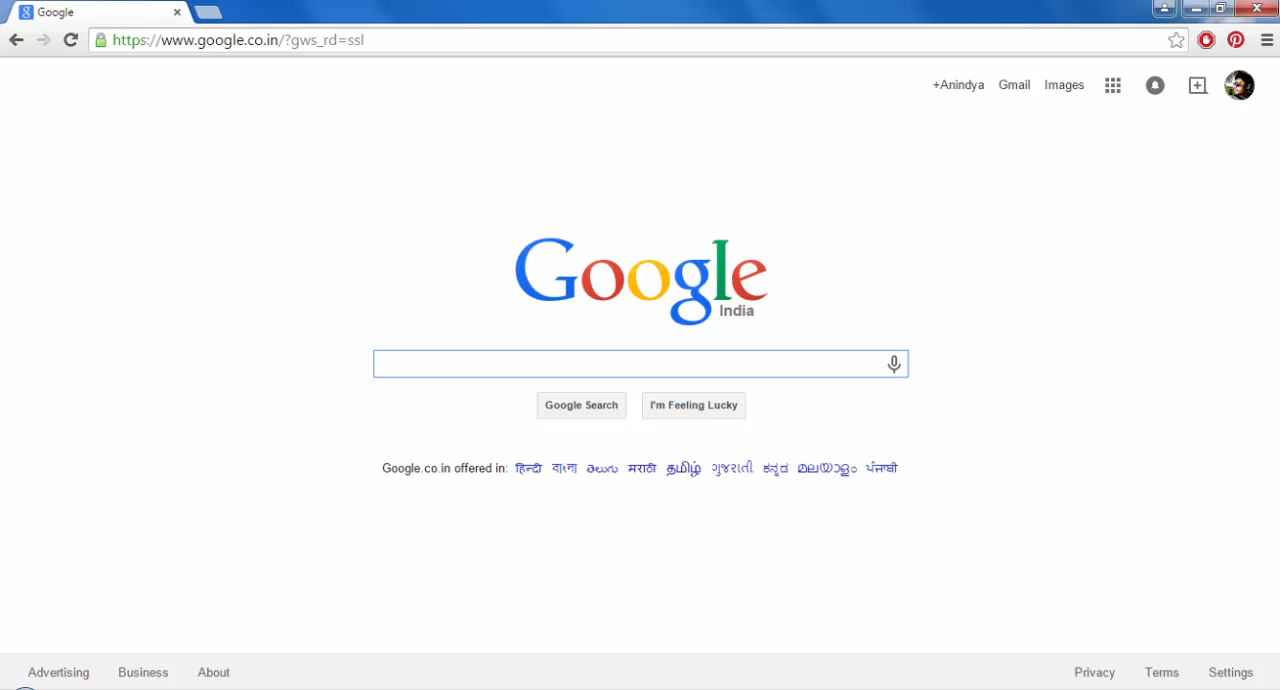 Google
https://www.google.co.in/?gws_rd=ssl
+Anindya Gmail Images
Google
India
Google Search I'm Feeling Lucky
Google.co.in offered in: हिन्दी বাংলা తెలుగు मराठी தமிழ் ગુજરાતી ಕನ್ನಡ മലയാളം ਪੰਜਾਬੀ
Advertising Business About Privacy Terms Settings